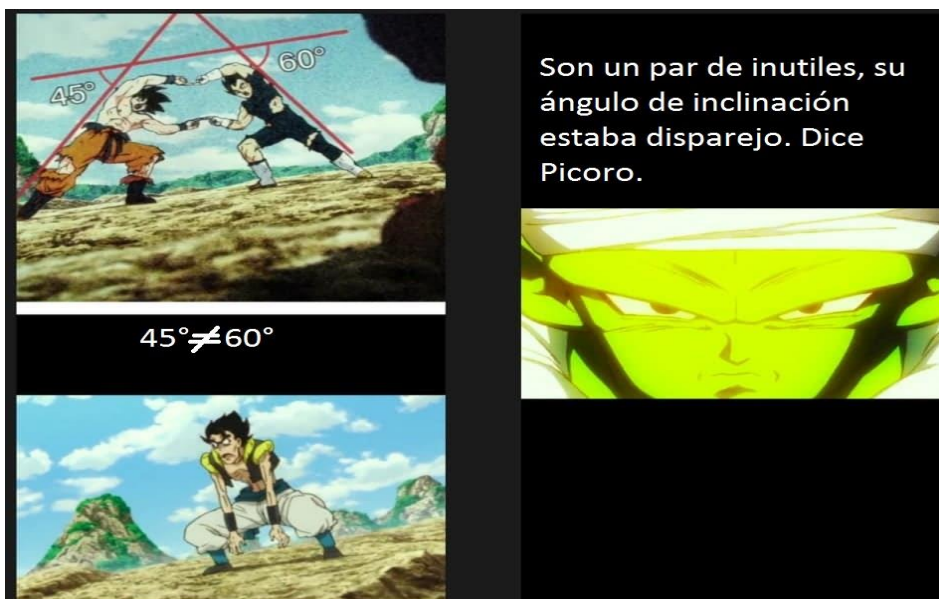 45°
60°
45°≠60°
Son un par de inutiles, su
ángulo de inclinación
estaba disparejo. Dice
Picoro.